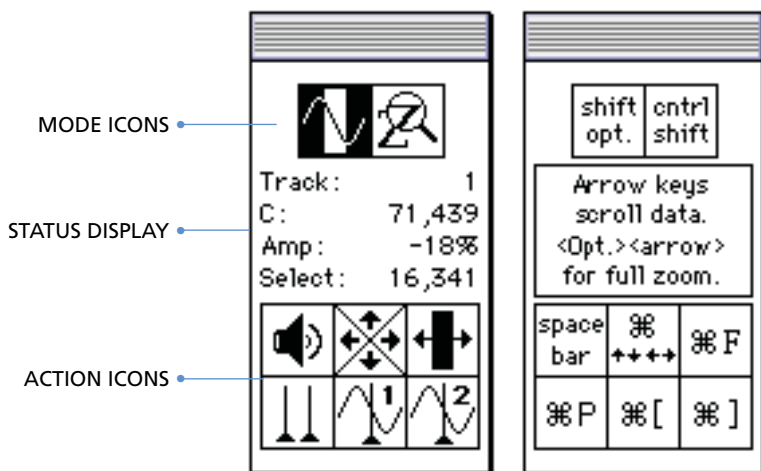 MODE ICONS
Z
Track: 1
C: 71,439
STATUS DISPLAY
Amp: -18%
Select: 16,341
ACTION ICONS
1 2
shift cntrl
opt. shift
Arrow keys
scroll data.
<Opt.><arrow>
for full zoom.
space ⌘ ⌘F
bar ↑↓←→
⌘P ⌘[ ⌘]